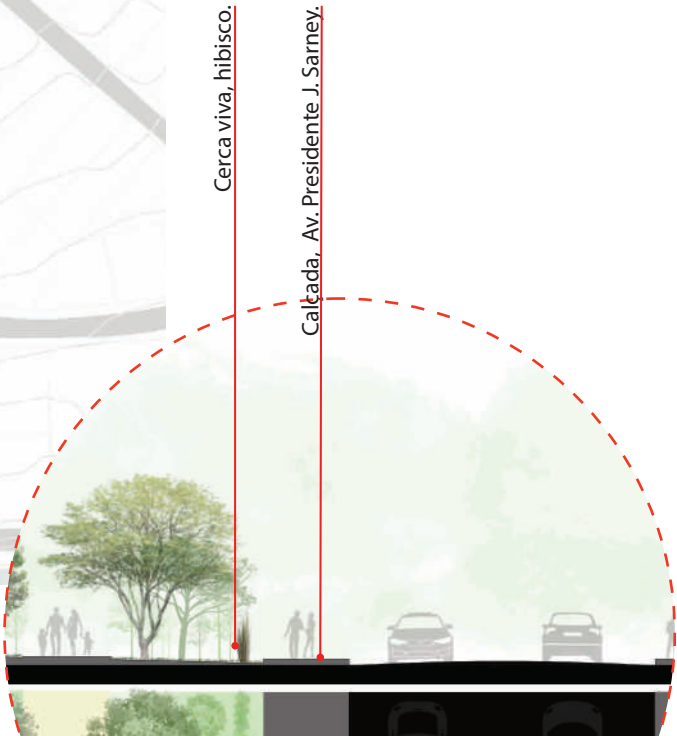 Cerca viva, hibisco.
Calçada, Av. Presidente J. Sarney.